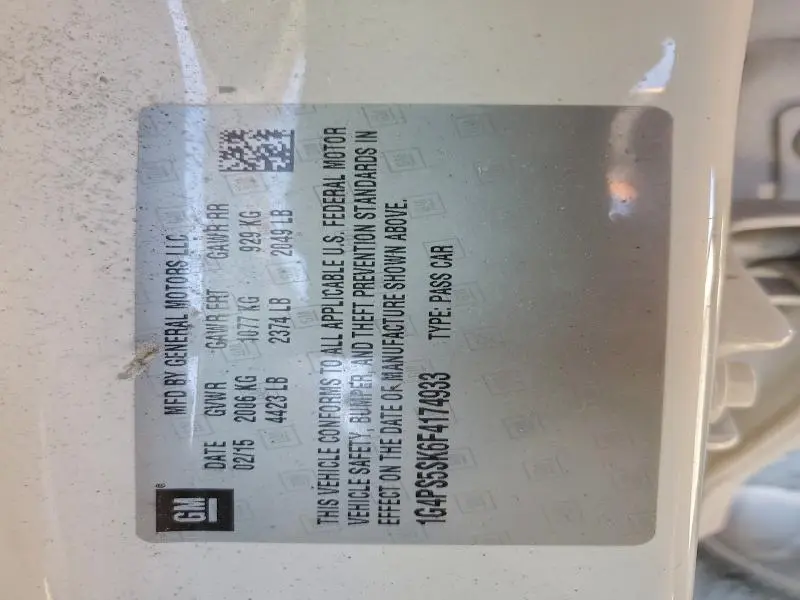 GM®
MFD BY GENERAL MOTORS LLC
DATE GVWR GAWR FRT GAWR RR
02/15 2006 KG 1077 KG 929 KG
4423 LB 2374 LB 2049 LB
THIS VEHICLE CONFORMS TO ALL APPLICABLE U.S. FEDERAL MOTOR
VEHICLE SAFETY, BUMPER, AND THEFT PREVENTION STANDARDS IN
EFFECT ON THE DATE OF MANUFACTURE SHOWN ABOVE.
1G4PS5SK6F4174933 TYPE: PASS CAR